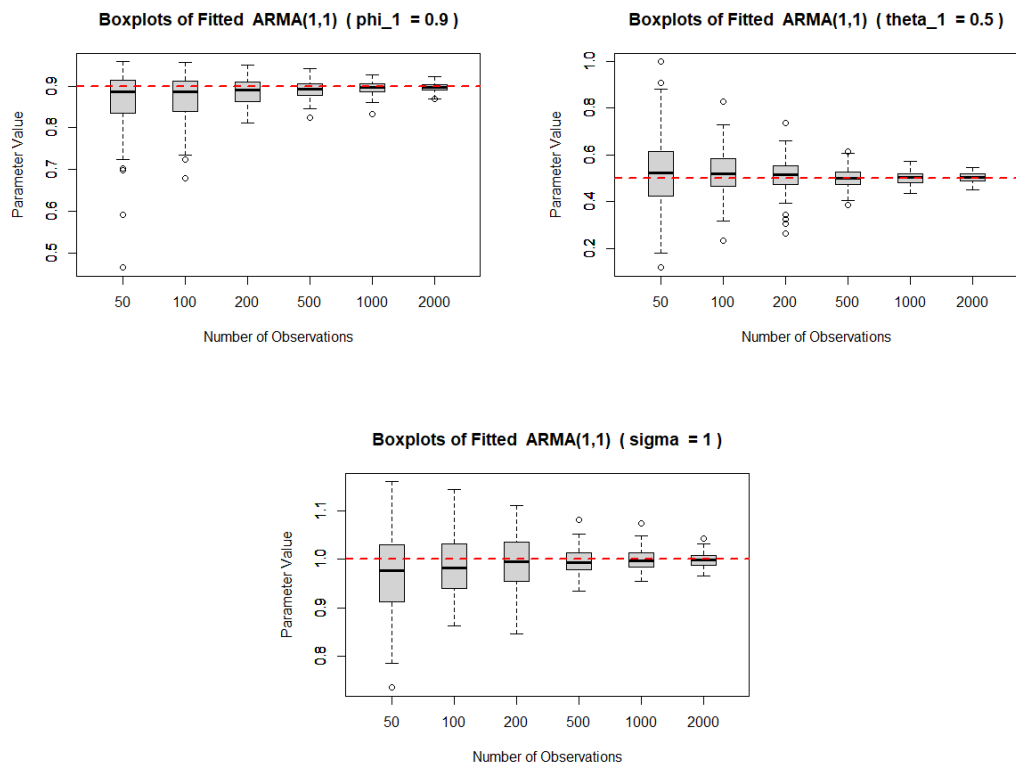 Boxplots of Fitted ARMA(1,1) ( phi_1 = 0.9 )
Parameter Value
0.9
0.8
0.7
0.6
0.5
50 100 200 500 1000 2000
Number of Observations
Boxplots of Fitted ARMA(1,1) ( theta_1 = 0.5 )
Parameter Value
1.0
0.8
0.6
0.4
0.2
50 100 200 500 1000 2000
Number of Observations
Boxplots of Fitted ARMA(1,1) ( sigma = 1 )
Parameter Value
1.1
1.0
0.9
0.8
50 100 200 500 1000 2000
Number of Observations